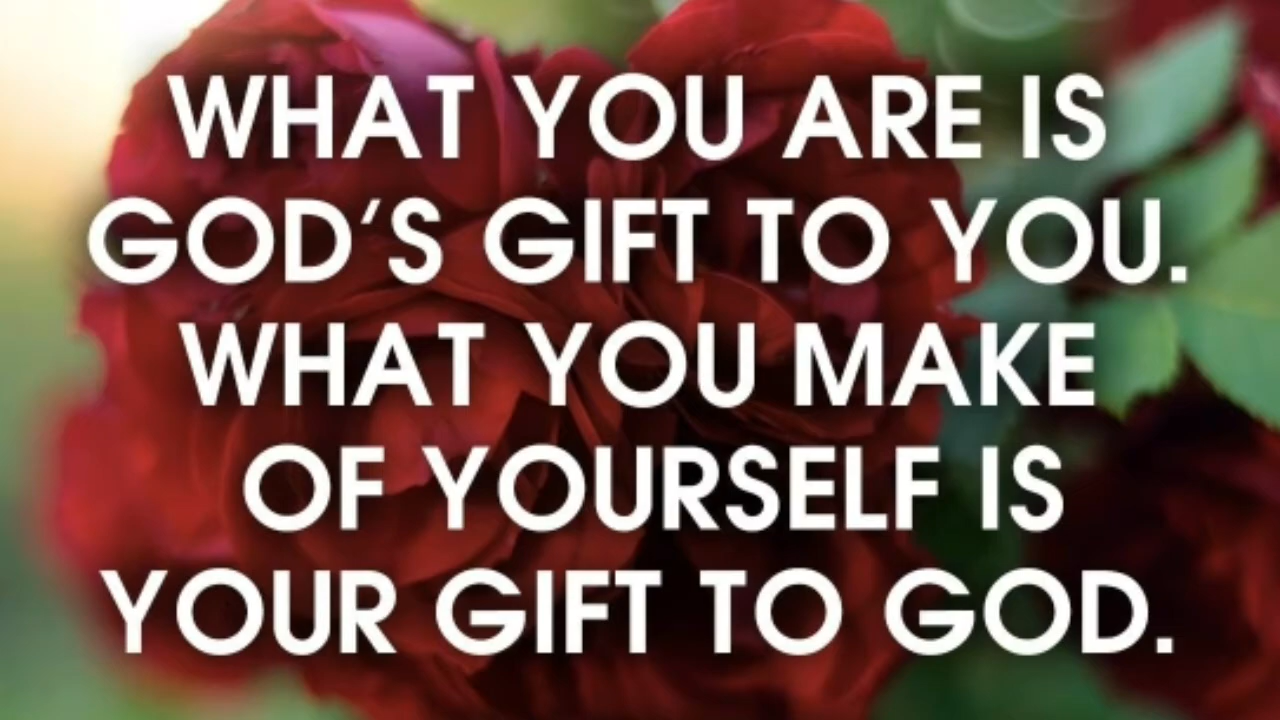 WHAT YOU ARE IS
GOD'S GIFT TO YOU.
WHAT YOU MAKE
OF YOURSELF IS
YOUR GIFT TO GOD.